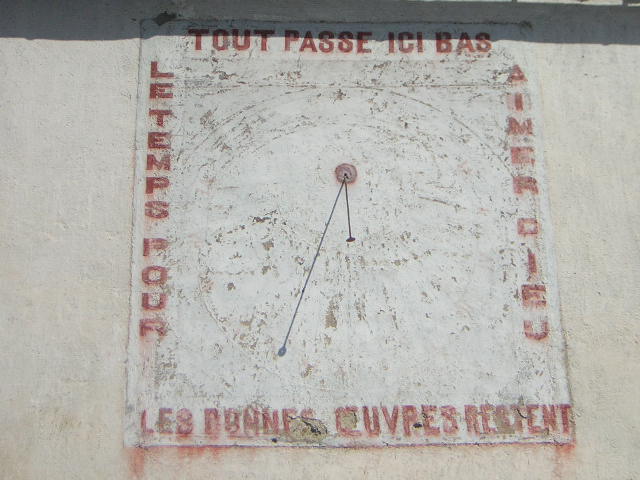 TOUT PASSE ICI BAS
LE TEMPS POUR
AIMER DIEU
LES BONNES ŒUVRES RESTENT